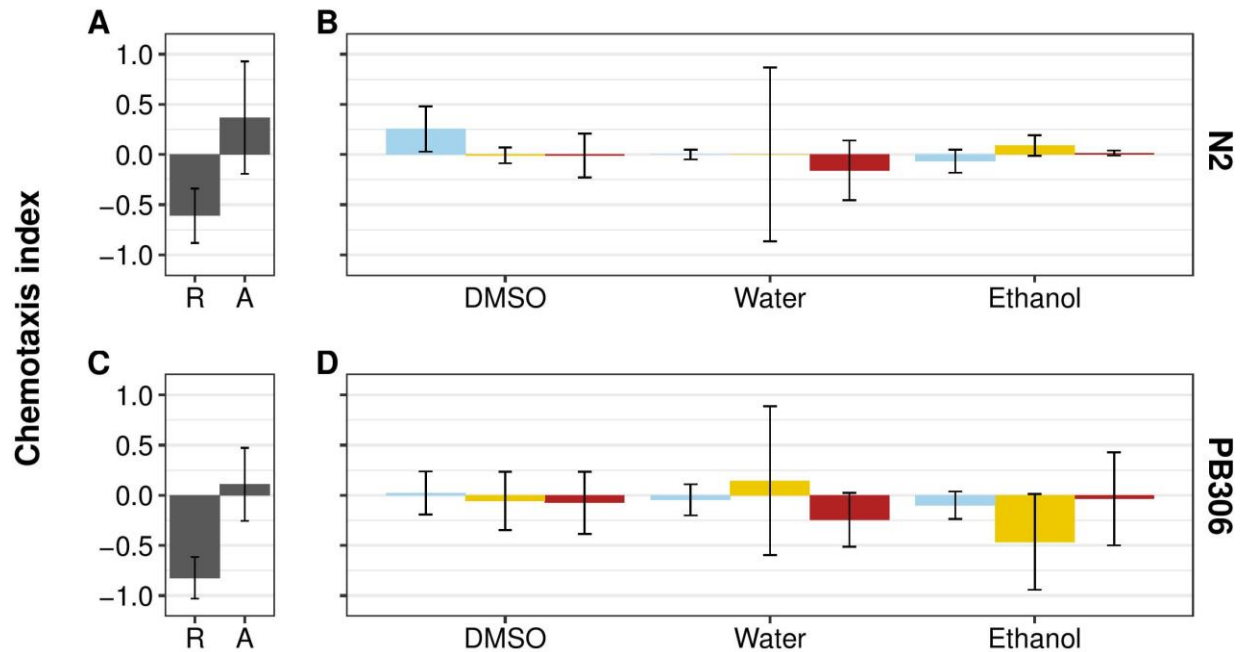 A
B
1.0
0.5
0.0
−0.5
−1.0
R A
DMSO Water Ethanol
N2
Chemotaxis index
C
D
1.0
0.5
0.0
−0.5
−1.0
R A
DMSO Water Ethanol
PB306